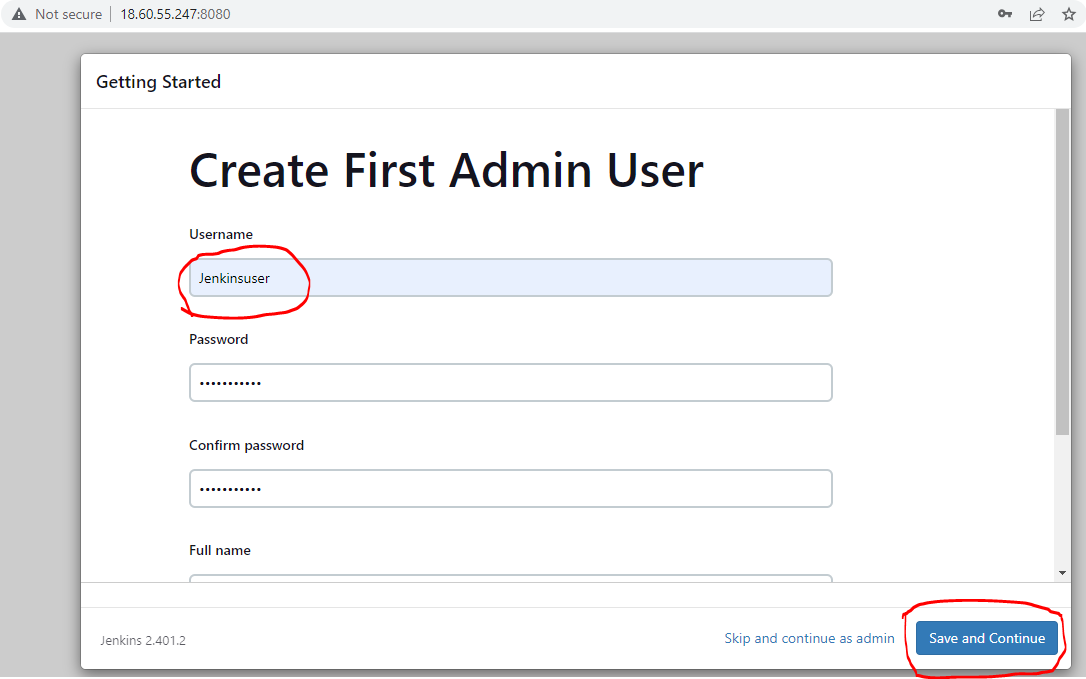 Not secure 18.60.55.247:8080
Getting Started
Create First Admin User
Username
Jenkinsuser
Password
•••••••••••
Confirm password
•••••••••••
Full name
Jenkins 2.401.2
Skip and continue as admin
Save and Continue